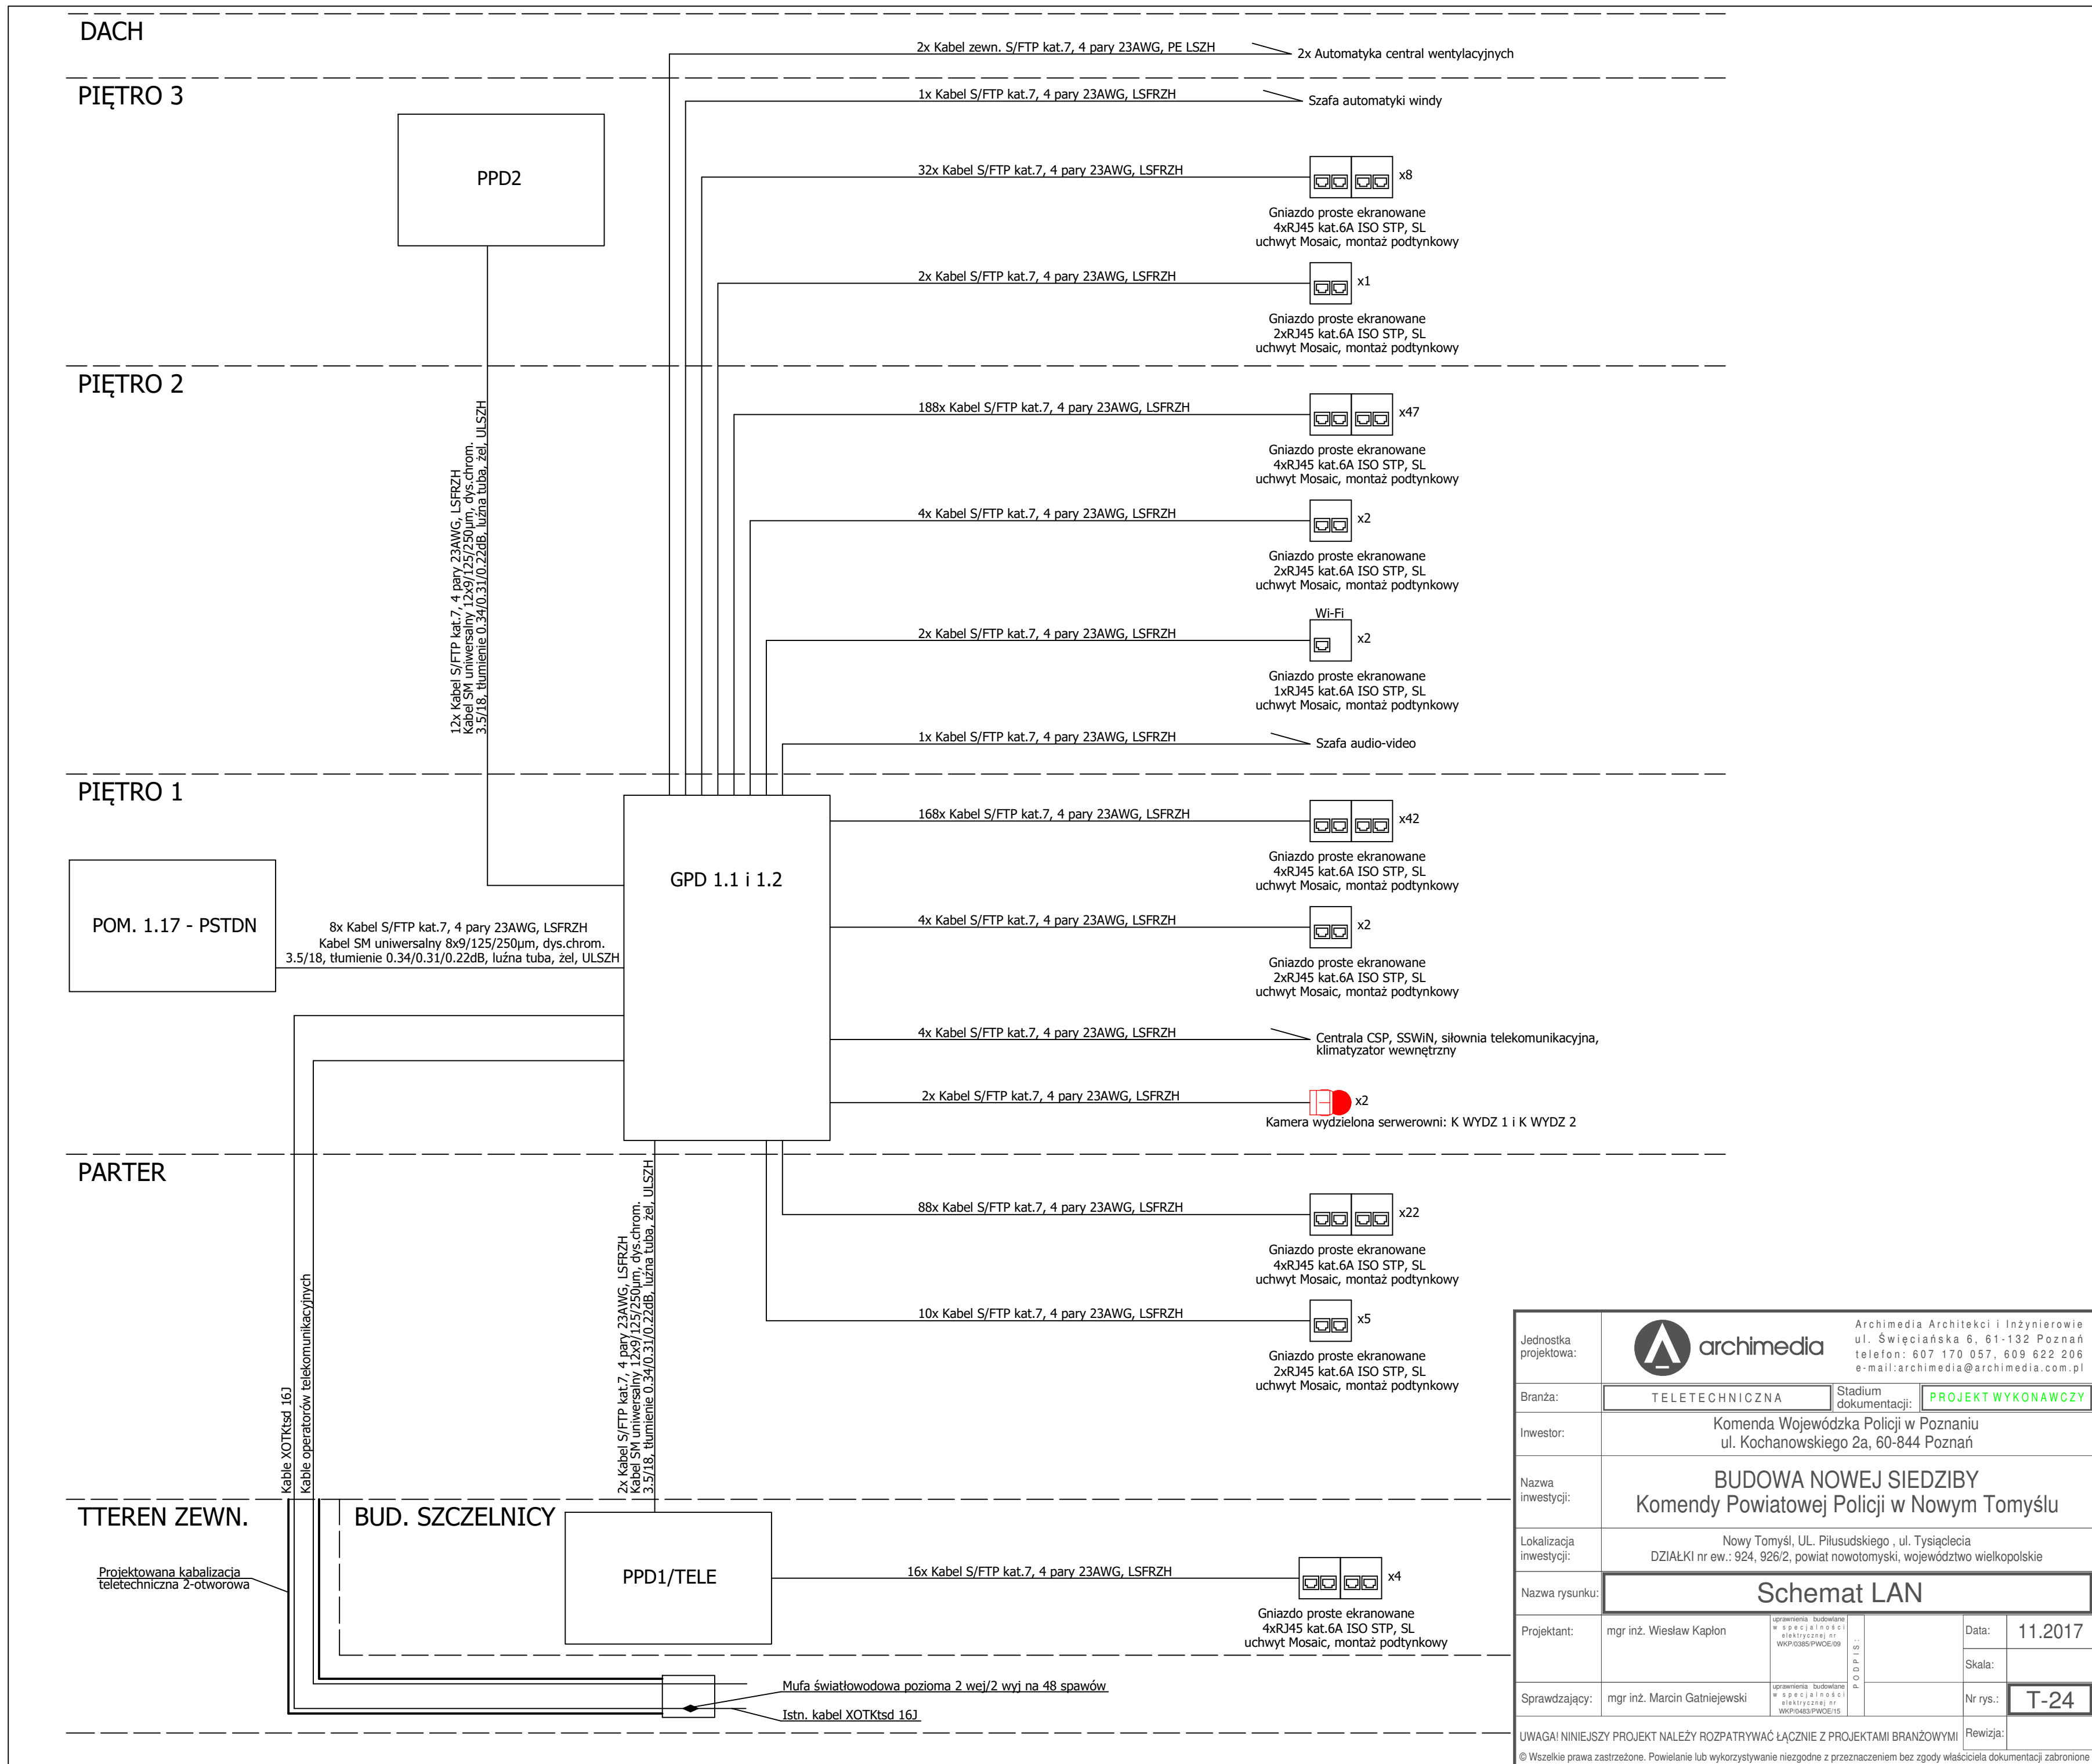 DACH
2x Kabel zewn. S/FTP kat.7, 4 pary 23AWG, PE LSZH
2x Automatyka central wentylacyjnych
PIĘTRO 3
1x Kabel S/FTP kat.7, 4 pary 23AWG, LSFRZH
Szafa automatyki windy
PPD2
32x Kabel S/FTP kat.7, 4 pary 23AWG, LSFRZH
x8
Gniazdo proste ekranowane
4xRJ45 kat.6A ISO STP, SL
uchwyt Mosaic, montaż podtynkowy
2x Kabel S/FTP kat.7, 4 pary 23AWG, LSFRZH
x1
Gniazdo proste ekranowane
2xRJ45 kat.6A ISO STP, SL
uchwyt Mosaic, montaż podtynkowy
PIĘTRO 2
12x Kabel S/FTP kat.7, 4 pary 23AWG, LSFRZH
Kabel SM uniwersalny 12x9/125/250µm, dys.chrom.
3.5/18, tłumienie 0.34/0.31/0.22dB, luźna tuba, żel, ULSZH
188x Kabel S/FTP kat.7, 4 pary 23AWG, LSFRZH
x47
Gniazdo proste ekranowane
4xRJ45 kat.6A ISO STP, SL
uchwyt Mosaic, montaż podtynkowy
4x Kabel S/FTP kat.7, 4 pary 23AWG, LSFRZH
x2
Gniazdo proste ekranowane
2xRJ45 kat.6A ISO STP, SL
uchwyt Mosaic, montaż podtynkowy
Wi-Fi
2x Kabel S/FTP kat.7, 4 pary 23AWG, LSFRZH
x2
Gniazdo proste ekranowane
1xRJ45 kat.6A ISO STP, SL
uchwyt Mosaic, montaż podtynkowy
1x Kabel S/FTP kat.7, 4 pary 23AWG, LSFRZH
Szafa audio-video
PIĘTRO 1
GPD 1.1 i 1.2
POM. 1.17 - PSTDN
8x Kabel S/FTP kat.7, 4 pary 23AWG, LSFRZH
Kabel SM uniwersalny 8x9/125/250µm, dys.chrom.
3.5/18, tłumienie 0.34/0.31/0.22dB, luźna tuba, żel, ULSZH
168x Kabel S/FTP kat.7, 4 pary 23AWG, LSFRZH
x42
Gniazdo proste ekranowane
4xRJ45 kat.6A ISO STP, SL
uchwyt Mosaic, montaż podtynkowy
4x Kabel S/FTP kat.7, 4 pary 23AWG, LSFRZH
x2
Gniazdo proste ekranowane
2xRJ45 kat.6A ISO STP, SL
uchwyt Mosaic, montaż podtynkowy
4x Kabel S/FTP kat.7, 4 pary 23AWG, LSFRZH
Centrala CSP, SSWiN, siłownia telekomunikacyjna,
klimatyzator wewnętrzny
2x Kabel S/FTP kat.7, 4 pary 23AWG, LSFRZH
x2
Kamera wydzielona serwerowni: K WYDZ 1 i K WYDZ 2
PARTER
Kable XOTKtsd 16J
Kable operatorów telekomunikacyjnych
2x Kabel S/FTP kat.7, 4 pary 23AWG, LSFRZH
Kabel SM uniwersalny 12x9/125/250µm, dys.chrom.
3.5/18, tłumienie 0.34/0.31/0.22dB, luźna tuba, żel, ULSZH
88x Kabel S/FTP kat.7, 4 pary 23AWG, LSFRZH
x22
Gniazdo proste ekranowane
4xRJ45 kat.6A ISO STP, SL
uchwyt Mosaic, montaż podtynkowy
10x Kabel S/FTP kat.7, 4 pary 23AWG, LSFRZH
x5
Gniazdo proste ekranowane
2xRJ45 kat.6A ISO STP, SL
uchwyt Mosaic, montaż podtynkowy
TTEREN ZEWN.
BUD. SZCZELNICY
Projektowana kabalizacja
teletechniczna 2-otworowa
PPD1/TELE
16x Kabel S/FTP kat.7, 4 pary 23AWG, LSFRZH
x4
Gniazdo proste ekranowane
4xRJ45 kat.6A ISO STP, SL
uchwyt Mosaic, montaż podtynkowy
Mufa światłowodowa pozioma 2 wej/2 wyj na 48 spawów
Istn. kabel XOTKtsd 16J
Jednostka
projektowa:
archimedia
Archimedia Architekci i Inżynierowie
ul. Święciańska 6, 61-132 Poznań
telefon: 607 170 057, 609 622 206
e-mail:archimedia@archimedia.com.pl
Branża:
TELETECHNICZNA
Stadium
dokumentacji:
PROJEKT WYKONAWCZY
Inwestor:
Komenda Wojewódzka Policji w Poznaniu
ul. Kochanowskiego 2a, 60-844 Poznań
Nazwa
inwestycji:
BUDOWA NOWEJ SIEDZIBY
Komendy Powiatowej Policji w Nowym Tomyślu
Lokalizacja
inwestycji:
Nowy Tomyśl, UL. Piłsudskiego , ul. Tysiąclecia
DZIAŁKI nr ew.: 924, 926/2, powiat nowotomyski, województwo wielkopolskie
Nazwa rysunku:
Schemat LAN
Projektant:
mgr inż. Wiesław Kapłon
uprawnienia budowlane
w specjalności
elektrycznej nr
WKP/0385/PWOE/09
PODPIS:
Data:
11.2017
Skala:
Sprawdzający:
mgr inż. Marcin Gatniejewski
uprawnienia budowlane
w specjalności
elektrycznej nr
WKP/0483/PWOE/15
Nr rys.:
T-24
UWAGA! NINIEJSZY PROJEKT NALEŻY ROZPATRYWAĆ ŁĄCZNIE Z PROJEKTAMI BRANŻOWYMI
Rewizja:
© Wszelkie prawa zastrzeżone. Powielanie lub wykorzystywanie niezgodne z przeznaczeniem bez zgody właściciela dokumentacji zabronione